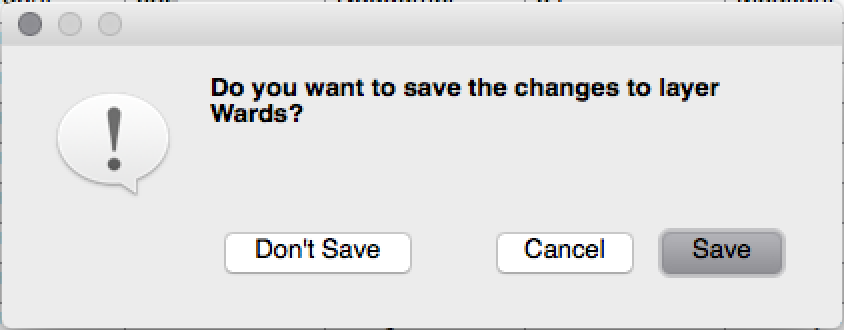 Do you want to save the changes to layer
Wards?
Don't Save
Cancel
Save